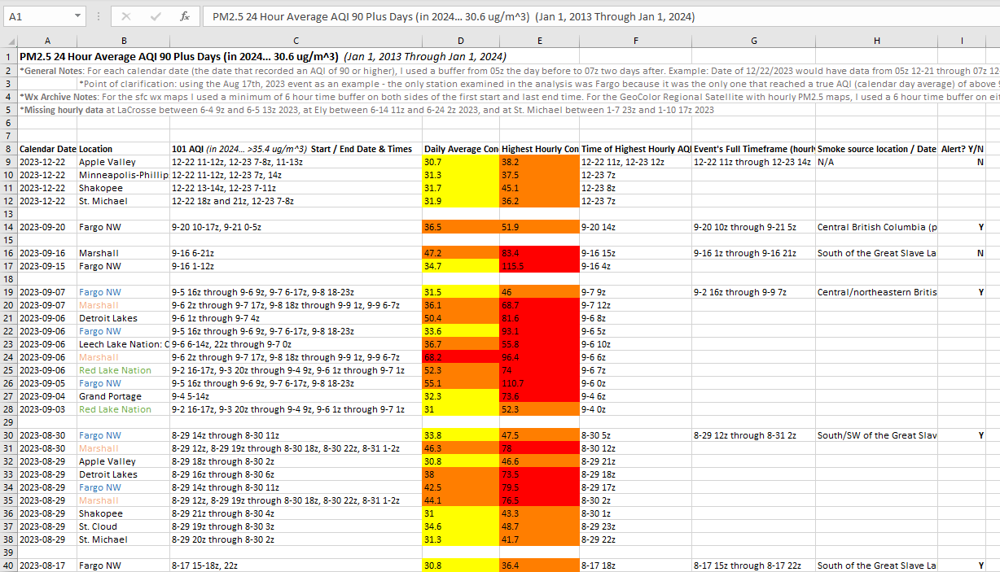 A1 fx PM2.5 24 Hour Average AQI 90 Plus Days (in 2024... 30.6 ug/m^3) (Jan 1, 2013 Through Jan 1, 2024)
A B C D E F G H I
1 PM2.5 24 Hour Average AQI 90 Plus Days (in 2024... 30.6 ug/m^3) (Jan 1, 2013 Through Jan 1, 2024)
2 *General Notes: For each calendar date (the date that recorded an AQI of 90 or higher), I used a buffer from 05z the day before to 07z two days after. Example: Date of 12/22/2023 would have data from 05z 12-21 through 07z 12
3 *Point of clarification: using the Aug 17th, 2023 event as an example - the only station examined in the analysis was Fargo because it was the only one that reached a true AQI (calendar day average) of above
4 *Wx Archive Notes: For the sfc wx maps I used a minimum of 6 hour time buffer on both sides of the first start and last end time. For the GeoColor Regional Satellite with hourly PM2.5 maps, I used a 6 hour time buffer on eit
5 *Missing hourly data at LaCrosse between 6-4 9z and 6-5 13z 2023, at Ely between 6-14 11z and 6-24 2z 2023, and at St. Michael between 1-7 23z and 1-10 17z 2023
6
7
8 Calendar Date Location 101 AQI (in 2024... >35.4 ug/m^3) Start / End Date & Times Daily Average Con Highest Hourly Con Time of Highest Hourly AQI Event's Full Timeframe (hourly Smoke source location / Date Alert? Y/N
9 2023-12-22 Apple Valley 12-22 11-12z, 12-23 7-8z, 11-13z 30.7 38.2 12-22 11z, 12-23 12z 12-22 11z through 12-23 14z N/A N
10 2023-12-22 Minneapolis-Phillip 12-22 11-12z, 12-23 7z, 14z 31.3 37.5 12-23 7z
11 2023-12-22 Shakopee 12-22 13-14z, 12-23 7-11z 31.7 45.1 12-23 8z
12 2023-12-22 St. Michael 12-22 18z and 21z, 12-23 7-8z 31.9 36.2 12-23 7z
13
14 2023-09-20 Fargo NW 9-20 10-17z, 9-21 0-5z 36.5 51.9 9-20 14z 9-20 10z through 9-21 5z Central British Columbia (p Y
15
16 2023-09-16 Marshall 9-16 6-21z 47.2 83.4 9-16 15z 9-16 1z through 9-16 21z South of the Great Slave La N
17 2023-09-15 Fargo NW 9-16 1-12z 34.7 115.5 9-16 4z
18
19 2023-09-07 Fargo NW 9-5 16z through 9-6 9z, 9-7 6-17z, 9-8 18-23z 31.5 46 9-7 9z 9-2 16z through 9-9 7z Central/northeastern Britis Y
20 2023-09-07 Marshall 9-6 2z through 9-7 17z, 9-8 18z through 9-9 1z, 9-9 6-7z 36.1 68.7 9-7 12z
21 2023-09-06 Detroit Lakes 9-6 1z through 9-7 4z 50.4 81.6 9-6 8z
22 2023-09-06 Fargo NW 9-5 16z through 9-6 9z, 9-7 6-17z, 9-8 18-23z 33.6 93.1 9-6 5z
23 2023-09-06 Leech Lake Nation: C 9-6 6-14z, 22z through 9-7 0z 36.7 55.8 9-6 10z
24 2023-09-06 Marshall 9-6 2z through 9-7 17z, 9-8 18z through 9-9 1z, 9-9 6-7z 68.2 96.4 9-6 6z
25 2023-09-06 Red Lake Nation 9-2 16-17z, 9-3 20z through 9-4 9z, 9-6 1z through 9-7 1z 52.3 74 9-6 7z
26 2023-09-05 Fargo NW 9-5 16z through 9-6 9z, 9-7 6-17z, 9-8 18-23z 55.1 110.7 9-6 0z
27 2023-09-04 Grand Portage 9-4 5-14z 32.3 73.6 9-4 6z
28 2023-09-03 Red Lake Nation 9-2 16-17z, 9-3 20z through 9-4 9z, 9-6 1z through 9-7 1z 31 52.3 9-4 0z
29
30 2023-08-30 Fargo NW 8-29 14z through 8-30 11z 33.8 47.5 8-30 5z 8-29 12z through 8-31 2z South/SW of the Great Slav Y
31 2023-08-30 Marshall 8-29 12z, 8-29 19z through 8-30 18z, 8-30 22z, 8-31 1-2z 46.3 78 8-30 12z
32 2023-08-29 Apple Valley 8-29 18z through 8-30 2z 30.8 46.6 8-29 21z
33 2023-08-29 Detroit Lakes 8-29 16z through 8-30 6z 38 73.5 8-29 18z
34 2023-08-29 Fargo NW 8-29 14z through 8-30 11z 42.5 79.5 8-29 17z
35 2023-08-29 Marshall 8-29 12z, 8-29 19z through 8-30 18z, 8-30 22z, 8-31 1-2z 44.1 76.5 8-30 2z
36 2023-08-29 Shakopee 8-29 21z through 8-30 4z 31 43.3 8-30 1z
37 2023-08-29 St. Cloud 8-29 19z through 8-30 3z 34.6 48.7 8-29 23z
38 2023-08-29 St. Michael 8-29 20z through 8-30 2z 31.3 41.7 8-29 22z
39
40 2023-08-17 Fargo NW 8-17 15-18z, 22z 30.8 36.4 8-17 18z 8-17 15z through 8-17 22z South of the Great Slave La Y